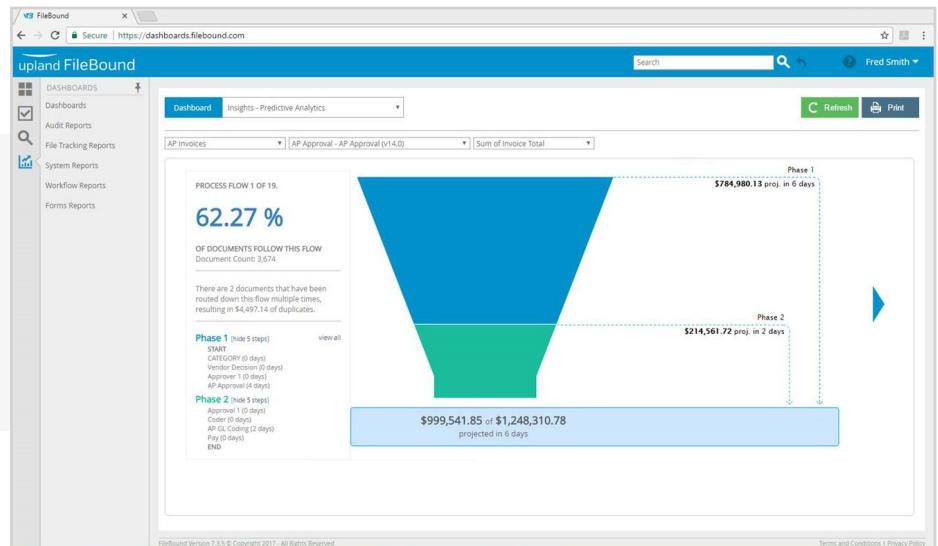 FileBound
Secure | https://dashboards.filebound.com
upland FileBound
Search
Fred Smith
DASHBOARDS
Dashboards
Audit Reports
File Tracking Reports
System Reports
Workflow Reports
Forms Reports
Dashboard
Insights - Predictive Analytics
Refresh
Print
AP Invoices
AP Approval - AP Approval (v14.0)
Sum of Invoice Total
PROCESS FLOW 1 OF 19.
62.27 %
OF DOCUMENTS FOLLOW THIS FLOW
Document Count: 3,674
There are 2 documents that have been
routed down this flow multiple times,
resulting in $4,497.14 of duplicates.
Phase 1 [hide 5 steps] view all
START
CATEGORY (0 days)
Vendor Decision (0 days)
Approver 1 (0 days)
AP Approval (4 days)
Phase 2 [hide 5 steps]
Approval 1 (0 days)
Coder (0 days)
AP GL Coding (2 days)
Pay (0 days)
END
Phase 1
$784,980.13 proj. in 6 days
Phase 2
$214,561.72 proj. in 2 days
$999,541.85 of $1,248,310.78
projected in 6 days
FileBound Version 7.3.5 © Copyright 2017 - All Rights Reserved.
Terms and Conditions | Privacy Policy